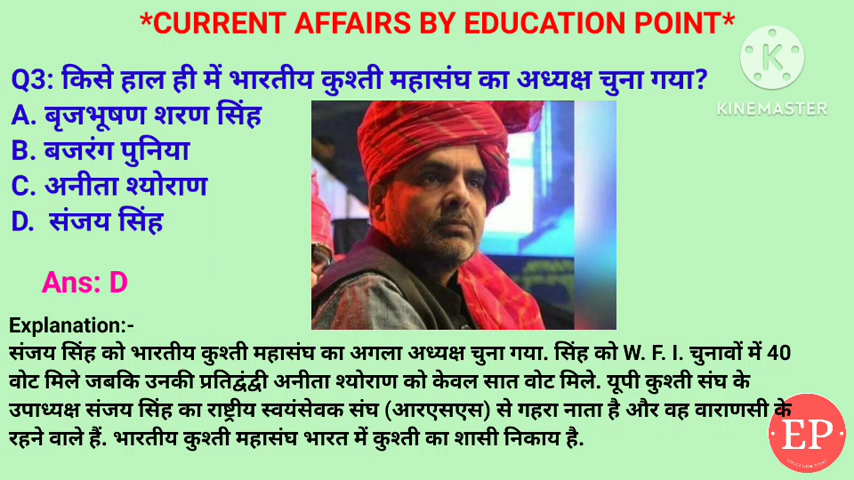 *CURRENT AFFAIRS BY EDUCATION POINT*
KINEMASTER
Q3: किसे हाल ही में भारतीय कुश्ती महासंघ का अध्यक्ष चुना गया?
A. बृजभूषण शरण सिंह
B. बजरंग पुनिया
C. अनीता श्योराण
D. संजय सिंह
Ans: D
Explanation:-
संजय सिंह को भारतीय कुश्ती महासंघ का अगला अध्यक्ष चुना गया. सिंह को W. F. I. चुनावों में 40
वोट मिले जबकि उनकी प्रतिद्वंद्वी अनीता श्योराण को केवल सात वोट मिले. यूपी कुश्ती संघ के
उपाध्यक्ष संजय सिंह का राष्ट्रीय स्वयंसेवक संघ (आरएसएस) से गहरा नाता है और वह वाराणसी के
रहने वाले हैं. भारतीय कुश्ती महासंघ भारत में कुश्ती का शासी निकाय है.
EP